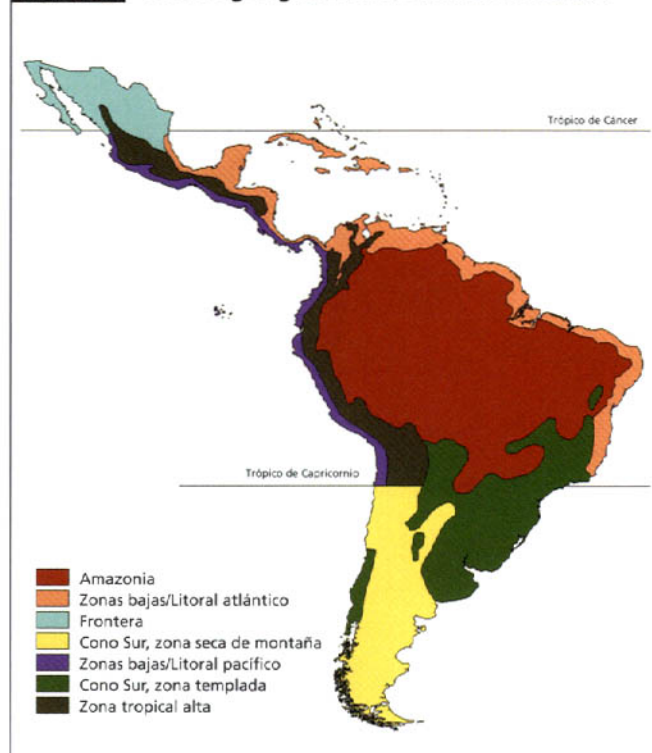 Trópico de Cáncer
Trópico de Capricornio
Amazonia
Zonas bajas/Litoral atlántico
Frontera
Cono Sur, zona seca de montaña
Zonas bajas/Litoral pacífico
Cono Sur, zona templada
Zona tropical alta